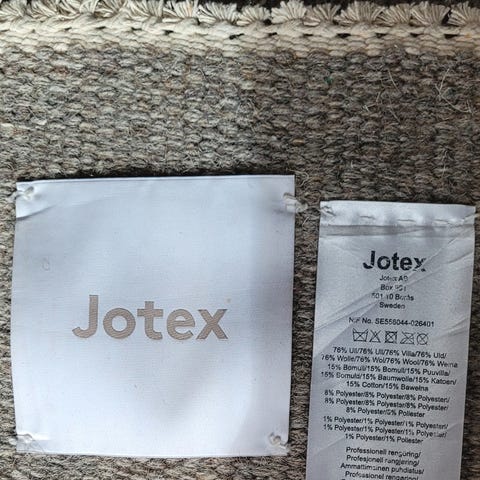 Jotex
Jotex
Jotex AB
Box 901
501 10 Borås
Sweden
NIF No. SE556044-026401
76% Ull/76% Ull/76% Villa/76% Uld/
76% Wolle/76% Wol/76% Wool/76% Wełna
15% Bomull/15% Bomull/15% Puuvilla/
15% Bomuld/15% Baumwolle/15% Katoen/
15% Cotton/15% Bawełna
8% Polyester/8% Polyester/8% Polyesteri/
8% Polyester/8% Polyester/8% Polyester/
8% Polyester/8% Poliester
1% Polyester/1% Polyester/1% Polyesteri/
1% Polyester/1% Polyester/1% Polyester/
1% Polyester/1% Poliester
Professionell rengöring/
Profesjonell rengjøring/
Ammattimainen puhdistus/
Professionel rengøring/